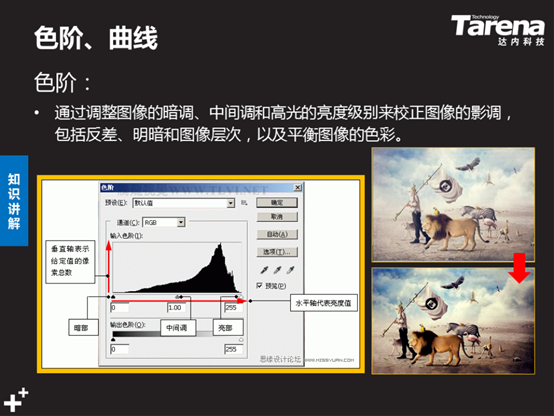 Technology
Tarena
达内科技
色阶、曲线
色阶：
• 通过调整图像的暗调、中间调和高光的亮度级别来校正图像的影调，
包括反差、明暗和图像层次，以及平衡图像的色彩。
知识讲解
色阶
预设(E): 默认值
确定
取消
通道(C): RGB
自动(A)
输入色阶(I):
选项(T)...
垂直轴表示
给定值的像
素总数
预览(P)
水平轴代表亮度值
0
1.00
255
暗部
输出色阶(O):
中间调
亮部
0
255
思缘设计论坛 WWW.MISSYUAN.COM